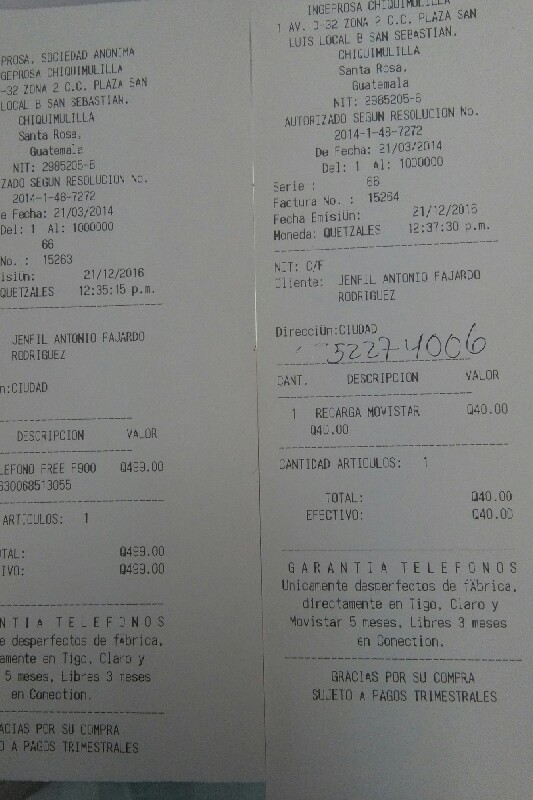 PROSA, SOCIEDAD ANONIMA
GEPROSA CHIQUIMULILLA
-32 ZONA 2 C.C. PLAZA SAN
LOCAL B SAN SEBASTIAN.
CHIQUIMULILLA
Santa Rosa,
Guatemala
NIT: 2985205-6
ZADO SEGUN RESOLUCION No.
2014-1-48-7272
e Fecha: 21/03/2014
Del: 1 Al: 1000000
66
No. : 15263
isiUn: 21/12/2016
QUETZALES 12:35:15 p.m.
JENFIL ANTONIO FAJARDO
RODRIGUEZ
n:CIUDAD
DESCRIPCION VALOR
LEFONO FREE F900 Q499.00
630068513055
ARTICULOS: 1
TAL: Q499.00
IVO: Q499.00
NTIA TELEFONOS
e desperfectos de fAbrica,
amente en Tigo, Claro y
5 meses, Libres 3 meses
en Conection.
ACIAS POR SU COMPRA
O A PAGOS TRIMESTRALES
INGEPROSA CHIQUIMULILLA
1 AV. 0-32 ZONA 2 C.C. PLAZA SAN
LUIS LOCAL B SAN SEBASTIAN.
CHIQUIMULILLA
Santa Rosa,
Guatemala
NIT: 2985205-6
AUTORIZADO SEGUN RESOLUCION No.
2014-1-48-7272
De Fecha: 21/03/2014
Del: 1 Al: 1000000
Serie : 66
Factura No. : 15264
Fecha EmisiUn: 21/12/2016
Moneda: QUETZALES 12:37:30 p.m.
NIT: C/F
Cliente: JENFIL ANTONIO FAJARDO
RODRIGUEZ
DirecciUn:CIUDAD
52274006
CANT. DESCRIPCION VALOR
1 RECARGA MOVISTAR Q40.00
Q40.00
CANTIDAD ARTICULOS: 1
TOTAL: Q40.00
EFECTIVO: Q40.00
GARANTIA TELEFONOS
Unicamente desperfectos de fAbrica,
directamente en Tigo, Claro y
Movistar 5 meses, Libres 3 meses
en Conection.
GRACIAS POR SU COMPRA
SUJETO A PAGOS TRIMESTRALES